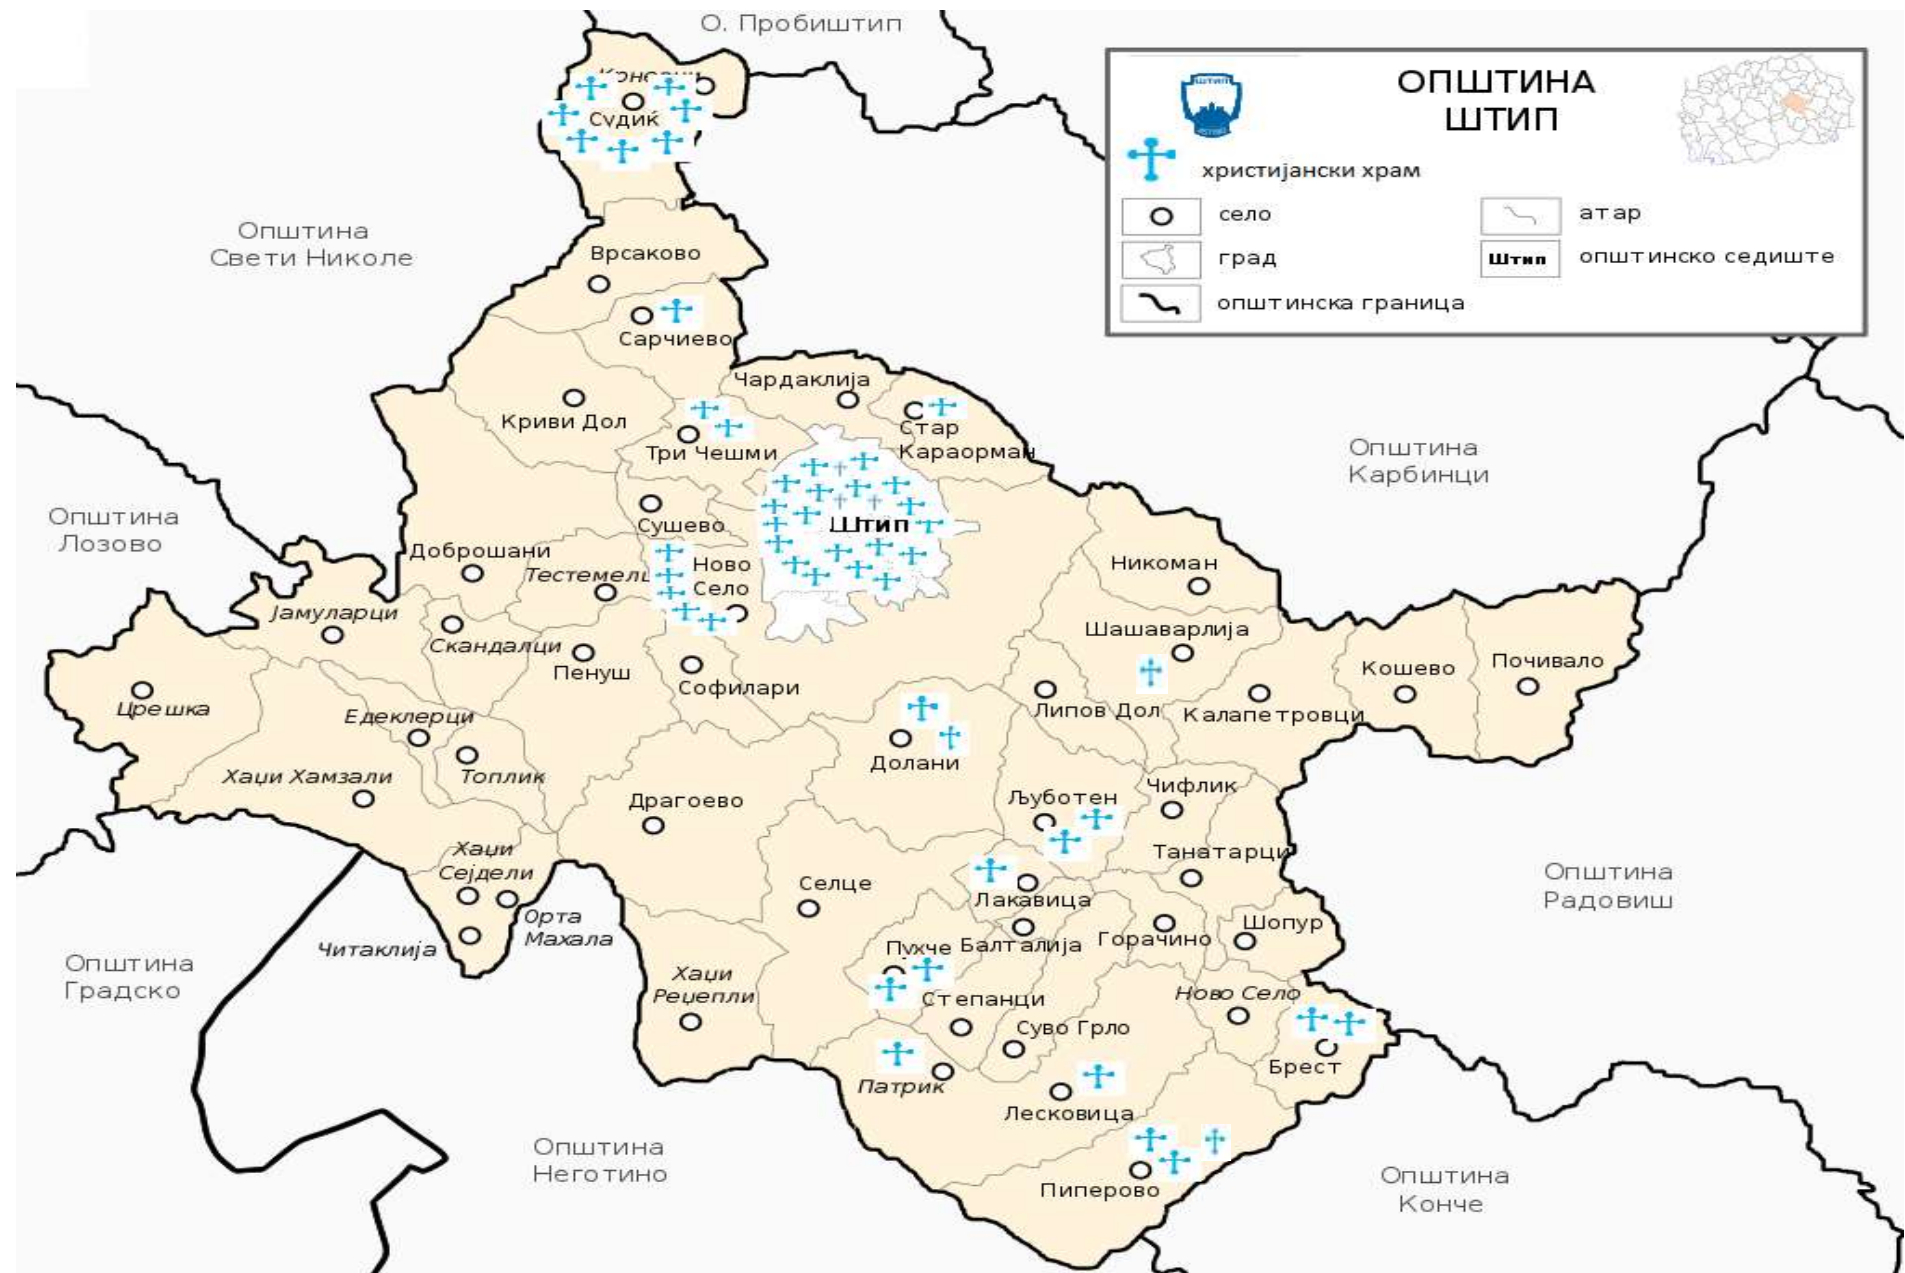 О. Пробиштип
ОПШТИНА
ШТИП
штип
христијански храм
село
атар
град
Штип
општинско седиште
општинска граница
Судиќ
Општина
Свети Николе
Врсаково
Сарчиево
Чардаклија
Криви Дол
Стар
Караорман
Три Чешми
Општина
Карбинци
Општина
Лозово
Сушево
Штип
Доброшани
Ново
Село
Никоман
Јамуларци
Скандалци
Пенуш
Софилари
Шашаварлија
Кошево
Почивало
Црешка
Едеклерци
Липов Дол
Калапетровци
Хаџи Хамзали
Топлик
Долани
Драгоево
Љуботен
Чифлик
Хаџи
Сејдели
Танатарци
Општина
Радовиш
Селце
Лакавица
Орта
Махала
Читаклија
Пухче
Балталија
Горачино
Шопур
Општина
Градско
Хаџи
Реџепли
Степанци
Ново Село
Суво Грло
Брест
Патрик
Лесковица
Општина
Неготино
Пиперово
Општина
Конче